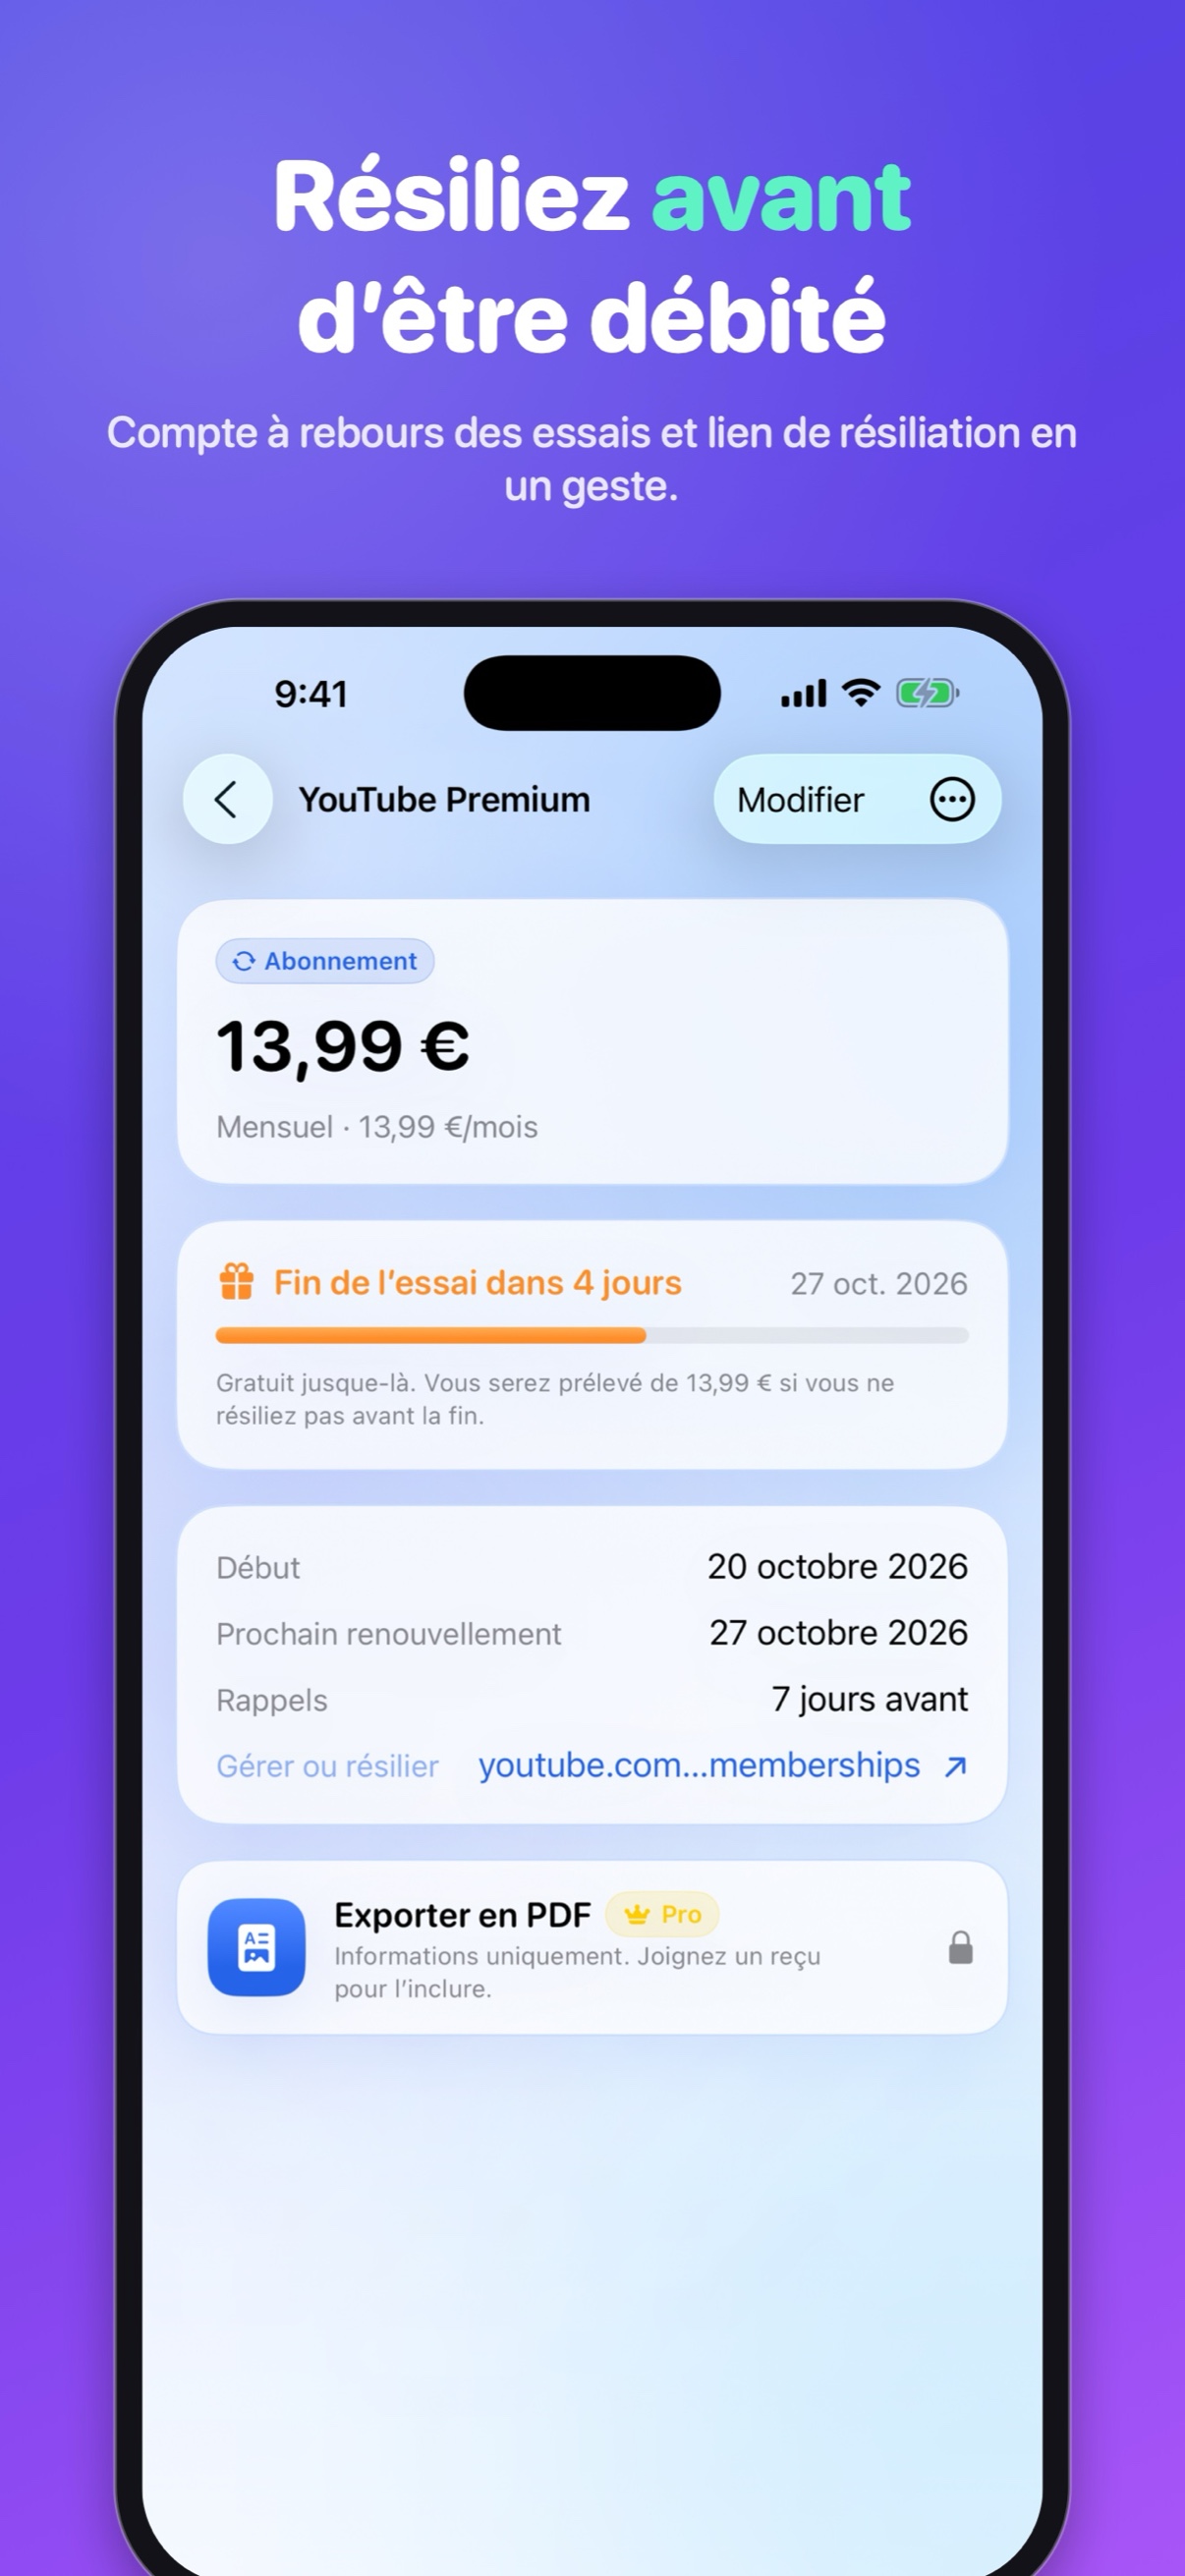 Résiliez avant
d’être débité
Compte à rebours des essais et lien de résiliation en
un geste.
9:41
YouTube Premium
Modifier
Abonnement
13,99 €
Mensuel · 13,99 €/mois
Fin de l’essai dans 4 jours
27 oct. 2026
Gratuit jusque-là. Vous serez prélevé de 13,99 € si vous ne
résiliez pas avant la fin.
Début
20 octobre 2026
Prochain renouvellement
27 octobre 2026
Rappels
7 jours avant
Gérer ou résilier
youtube.com...memberships
Exporter en PDF
Pro
Informations uniquement. Joignez un reçu
pour l’inclure.